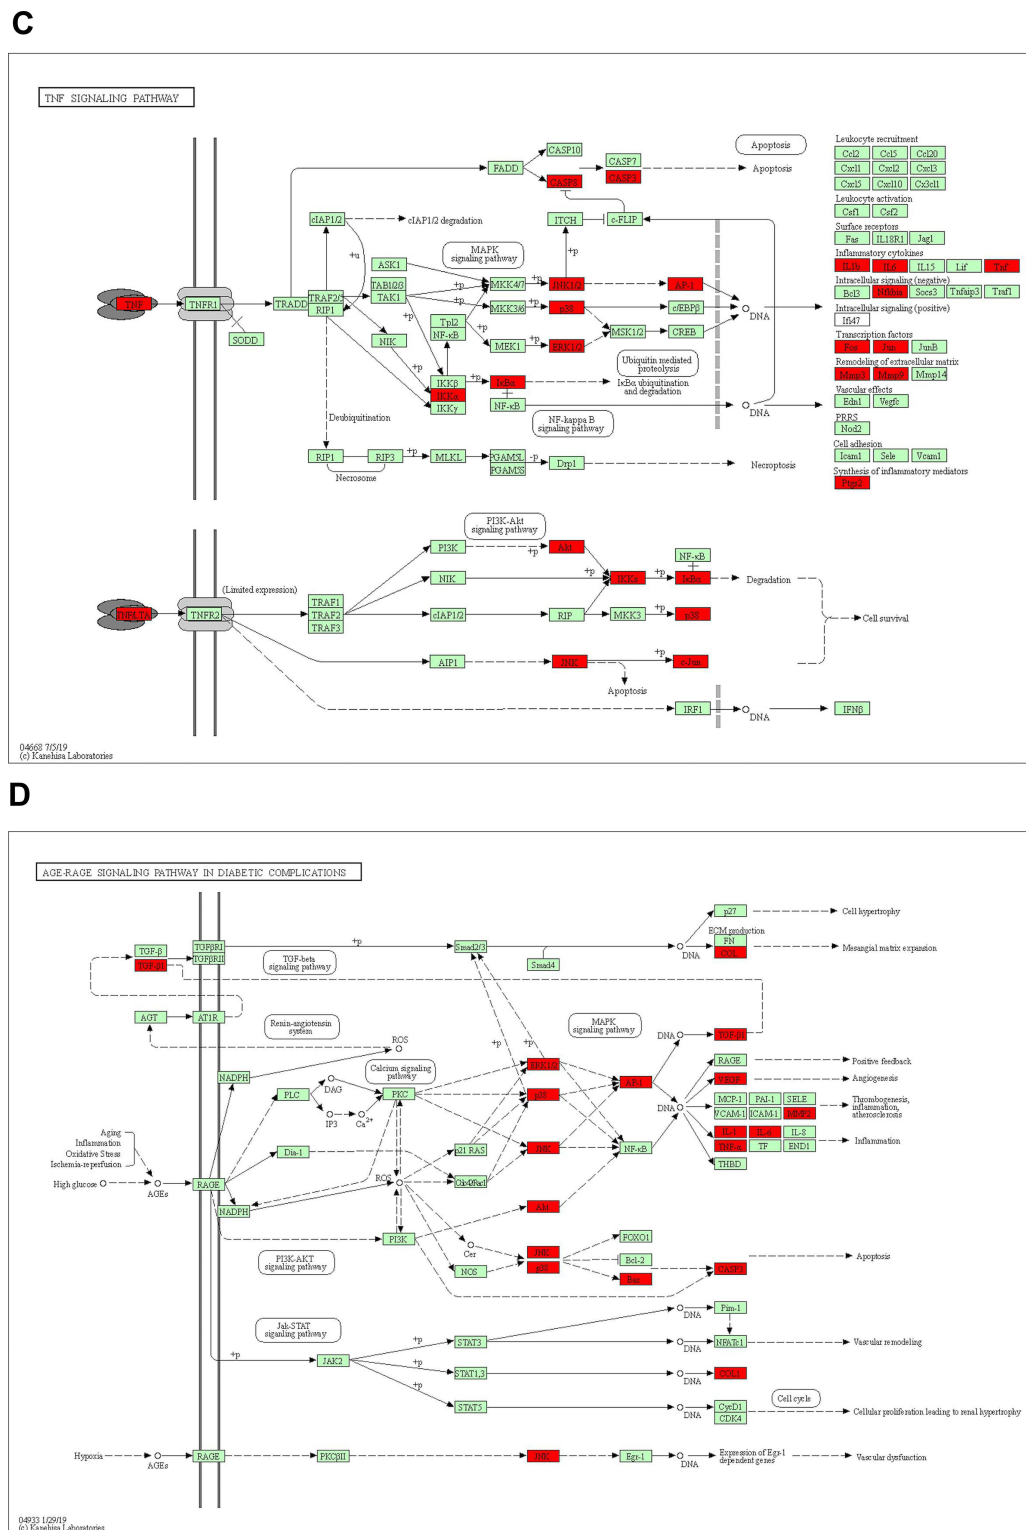 C
TNF SIGNALING PATHWAY
Apoptosis
Leukocyte recruitment
Ccl2 Ccl5 Ccl20
Cxcl1 Cxcl2 Cxcl3
Cxcl5 Cxcl10 Cx3cl1
Leukocyte activation
Csf1 Csf2
Surface receptors
Fas IL18R1 Jag1
Inflammatory cytokines
IL1b IL6 IL15 Lif Tnf
Intracellular signaling (negative)
Bcl3 Nfkbia Socs3 Tnfaip3 Traf1
Intracellular signaling (positive)
Ifi47
Transcription factors
Fos Jun JunB
Remodeling of extracellular matrix
Mmp3 Mmp9 Mmp14
Vascular effects
Edn1 Vegfc
PRRS
Nod2
Cell adhesion
Icam1 Sele Vcam1
Synthesis of inflammatory mediators
Ptgs2
CASP10
FADD
CASP8
CASP7
CASP3
Apoptosis
cIAP1/2
cIAP1/2 degradation
ITCH
c-FLIP
+u
+p
MAPK
signaling pathway
ASK1
TAB1/2/3
TAK1
MKK4/7
+p
JNK1/2
AP-1
TNF
TNFR1
TRADD
TRAF2/5
RIP1
MKK3/6
+p
p38
c/EBPβ
DNA
SODD
NIK
+p
Tpl2
NF-κB
MEK1
+p
ERK1/2
MSK1/2
CREB
Ubiquitin mediated
proteolysis
+p
IKKβ
IKKα
IKKγ
+p
IκBα
IκBα ubiquitination
and degradation
NF-κB
DNA
Deubiquitination
NF-kappa B
signaling pathway
RIP1
RIP3
+p
MLKL
PGAM5L
PGAM5S
-p
Drp1
Necroptosis
Necrosome
PI3K-Akt
signaling pathway
PI3K
+p
Akt
NF-κB
(Limited expression)
NIK
+p
IKKα
+p
IκBα
Degradation
TNFR2
TRAF1
TRAF2
TRAF3
cIAP1/2
RIP
MKK3
+p
p38
Cell survival
AIP1
JNK
+p
c-Jun
Apoptosis
IRF1
DNA
IFNβ
04668 7/5/19
(c) Kanehisa Laboratories
D
AGE-RAGE SIGNALING PATHWAY IN DIABETIC COMPLICATIONS
p27
Cell hypertrophy
ECM production
TGF-β
TGF-β1
TGFβRI
TGFβRII
+p
Smad2/3
DNA
FN
COL
Mesangial matrix expansion
TGF-beta
signaling pathway
Smad4
AGT
AT1R
Renin-angiotensin
system
MAPK
signaling pathway
ROS
+p
+p
DNA
TGF-β1
NADPH
Calcium signaling
pathway
ERK1/2
RAGE
Positive feedback
DAG
PLC
PKC
p38
AP-1
VEGF
Angiogenesis
IP3
Ca2+
DNA
MCP-1 PAI-1 SELE
VCAM-1 ICAM-1 MMP2
Thrombogenesis,
inflammation,
atherosclerosis
Aging
Inflammation
Oxidative Stress
Ischemia-reperfusion
Dia-1
p21 RAS
JNK
NF-κB
IL-1 IL-6 IL-8
TNF-α TF END1
Inflammation
THBD
High glucose
AGEs
RAGE
ROS
NADPH
Akt
PI3K
PI3K-AKT
signaling pathway
Cer
NOS
JNK
p38
FOXO1
Bcl-2
Bax
CASP3
Apoptosis
Jak-STAT
siganling pathway
DNA
Pim-1
+p
JAK2
+p
STAT3
DNA
NFATc1
Vascular remodeling
+p
STAT1,3
DNA
COL1
+p
STAT5
DNA
CycD1
CDK4
Cell cycle
Cellular proliferation leading to renal hypertrophy
Hypoxia
AGEs
RAGE
PKCβII
JNK
Egr-1
DNA
Expression of Egr-1
dependent genes
Vascular dysfunction
04933 1/29/19
(c) Kanehisa Laboratories